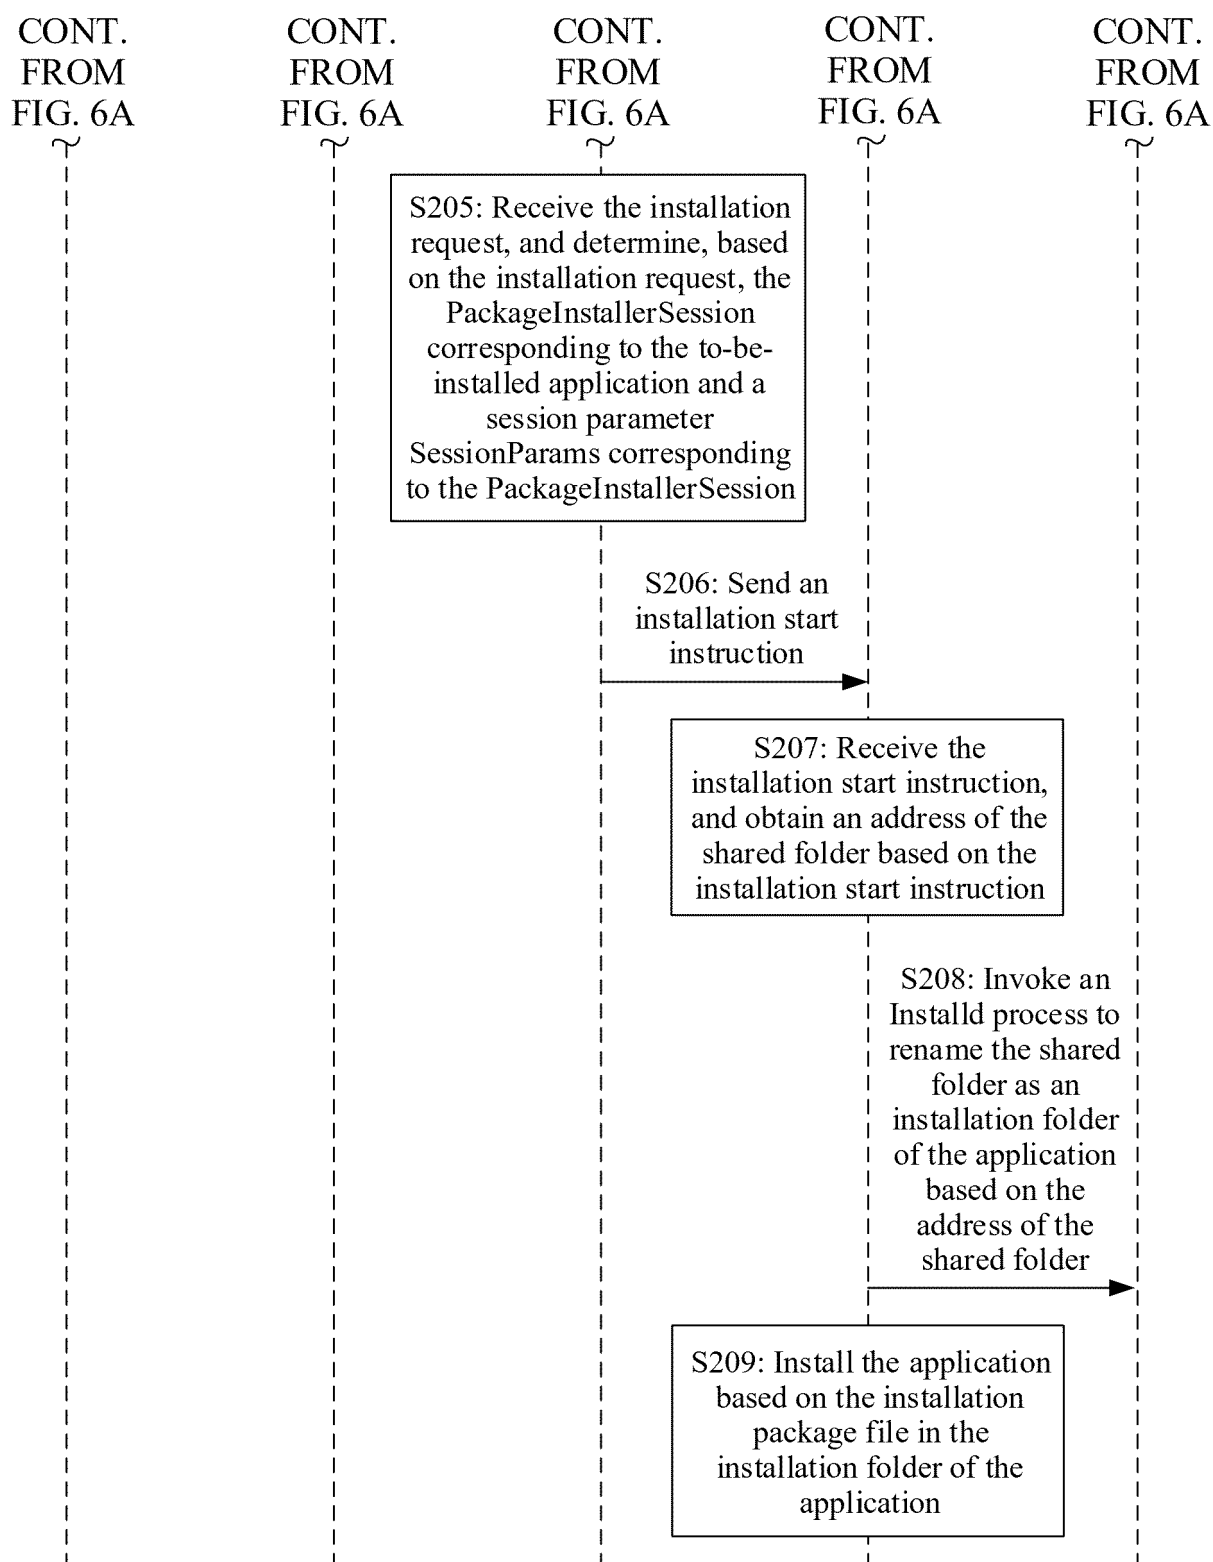 CONT.
FROM
FIG. 6A
CONT.
FROM
FIG. 6A
CONT.
FROM
FIG. 6A
CONT.
FROM
FIG. 6A
CONT.
FROM
FIG. 6A
S205: Receive the installation
request, and determine, based
on the installation request, the
PackageInstallerSession
corresponding to the to-be-
installed application and a
session parameter
SessionParams corresponding
to the PackageInstallerSession
S206: Send an
installation start
instruction
S207: Receive the
installation start instruction,
and obtain an address of the
shared folder based on the
installation start instruction
S208: Invoke an
Installd process to
rename the shared
folder as an
installation folder
of the application
based on the
address of the
shared folder
S209: Install the application
based on the installation
package file in the
installation folder of the
application